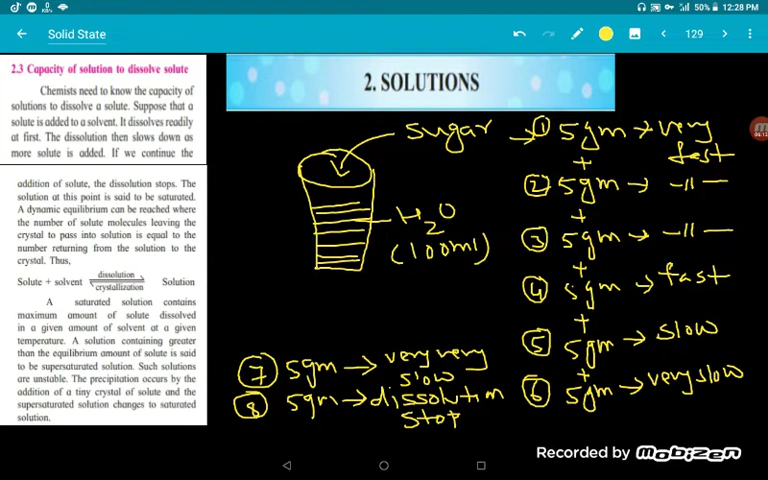 50% 12:28 PM
Solid State
129
2.3 Capacity of solution to dissolve solute
Chemists need to know the capacity of
solutions to dissolve a solute. Suppose that a
solute is added to a solvent. It dissolves readily
at first. The dissolution then slows down as
more solute is added. If we continue the
addition of solute, the dissolution stops. The
solution at this point is said to be saturated.
A dynamic equilibrium can be reached where
the number of solute molecules leaving the
crystal to pass into solution is equal to the
number returning from the solution to the
crystal. Thus,
dissolution
Solute + solvent Solution
crystallization
A saturated solution contains
maximum amount of solute dissolved
in a given amount of solvent at a given
temperature. A solution containing greater
than the equilibrium amount of solute is said
to be supersaturated solution. Such solutions
are unstable. The precipitation occurs by the
addition of a tiny crystal of solute and the
supersaturated solution changes to saturated
solution.
2. SOLUTIONS
sugar → ① 5gm → very
fast
+
② 5gm → -11-
+
③ 5gm → -11-
+
④ 5gm → fast
+
⑤ 5gm → slow
+
⑥ 5gm → very slow
H2O
(100ml)
⑦ 5gm → very very
slow
⑧ 5gm → dissolution
stop
Recorded by Mobizen